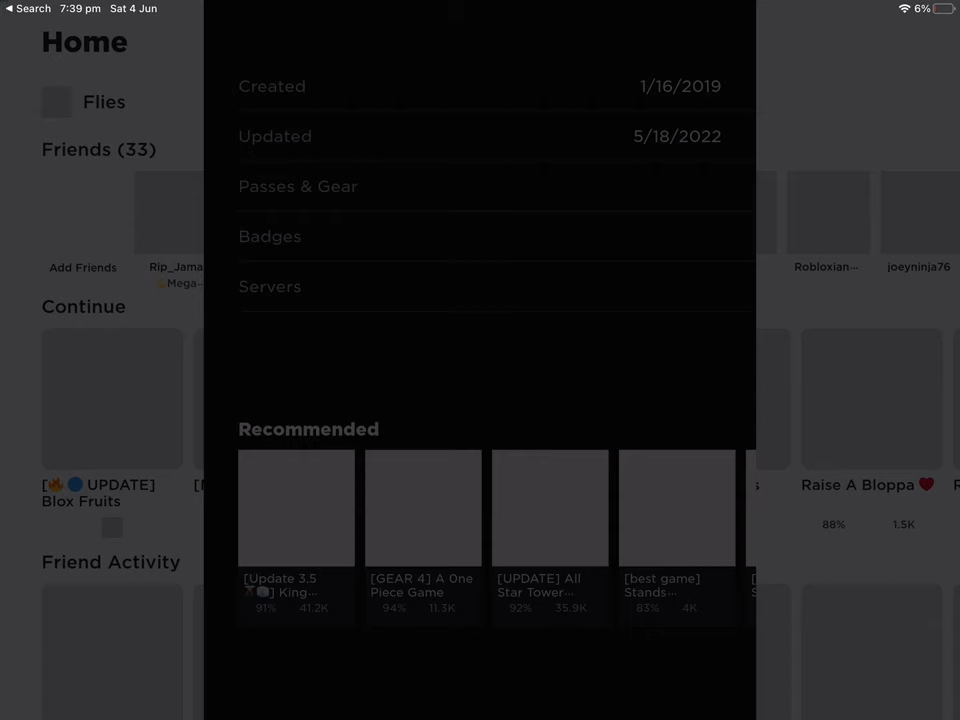 ◀ Search 7:39 pm Sat 4 Jun
6%
Home
Flies
Friends (33)
Add Friends
Rip_Jama
Mega...
Robloxian...
joeyninja76
Continue
[🔥🔵 UPDATE]
Blox Fruits
Raise A Bloppa ❤️
88% 1.5K
Friend Activity
Created 1/16/2019
Updated 5/18/2022
Passes & Gear
Badges
Servers
Recommended
[Update 3.5
] King...
91% 41.2K
[GEAR 4] A One
Piece Game
94% 11.3K
[UPDATE] All
Star Tower...
92% 35.9K
[best game]
Stands...
83% 4K